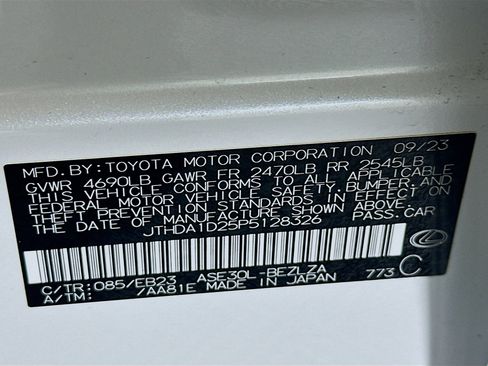 MFD.BY:TOYOTA MOTOR CORPORATION 09/23
GVWR 4690LB GAWR FR 2470LB RR 2545LB
THIS VEHICLE CONFORMS TO ALL APPLICABLE
FEDERAL MOTOR VEHICLE SAFETY,BUMPER,AND
THEFT PREVENTION STANDARDS IN EFFECT ON
THE DATE OF MANUFACTURE SHOWN ABOVE.
JTHDA1D25P5128326 PASS.CAR
C/TR:085/EB23 ASE30L-BEZLZA 773 C
A/TM: 7AA81E MADE IN JAPAN